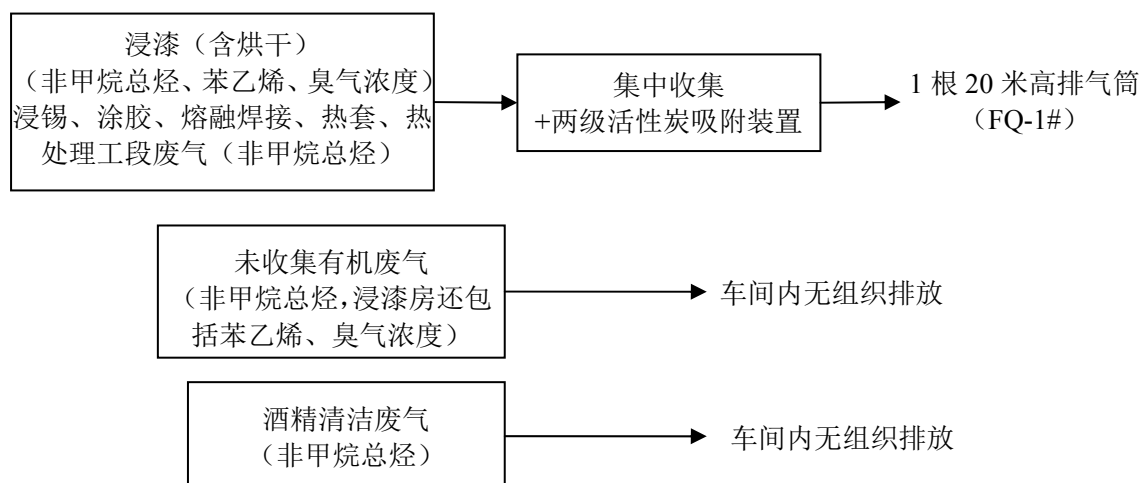 浸漆（含烘干）
（非甲烷总烃、苯乙烯、臭气浓度）
浸锡、涂胶、熔融焊接、热套、热
处理工段废气（非甲烷总烃）
集中收集
+两级活性炭吸附装置
1 根 20 米高排气筒
（FQ-1#）
未收集有机废气
（非甲烷总烃，浸漆房还包
括苯乙烯、臭气浓度）
车间内无组织排放
酒精清洁废气
（非甲烷总烃）
车间内无组织排放